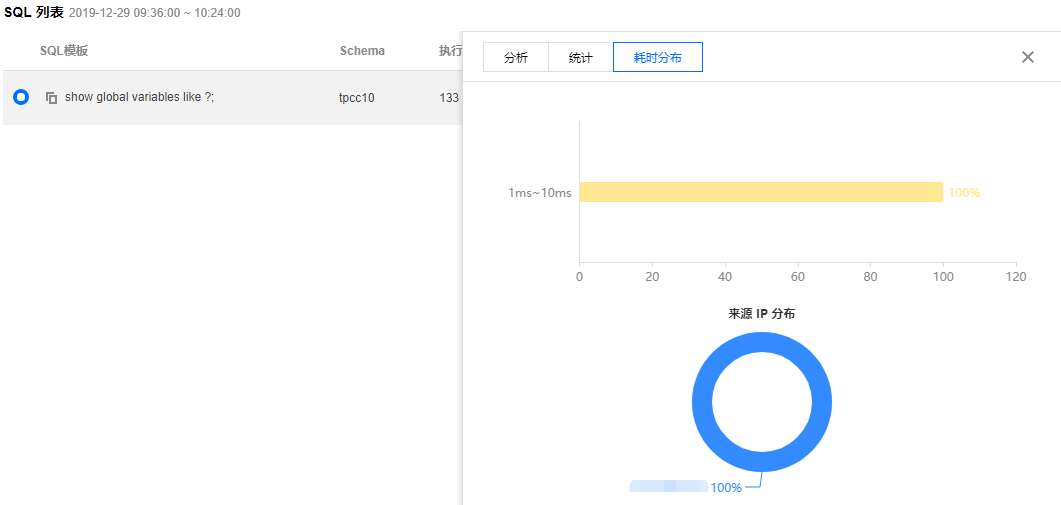 SQL 列表 2019-12-29 09:36:00 ~ 10:24:00
SQL模板 Schema 执行
show global variables like ?; tpcc10 133
分析 统计 耗时分布
1ms~10ms 100%
0 20 40 60 80 100 120
来源 IP 分布
100%